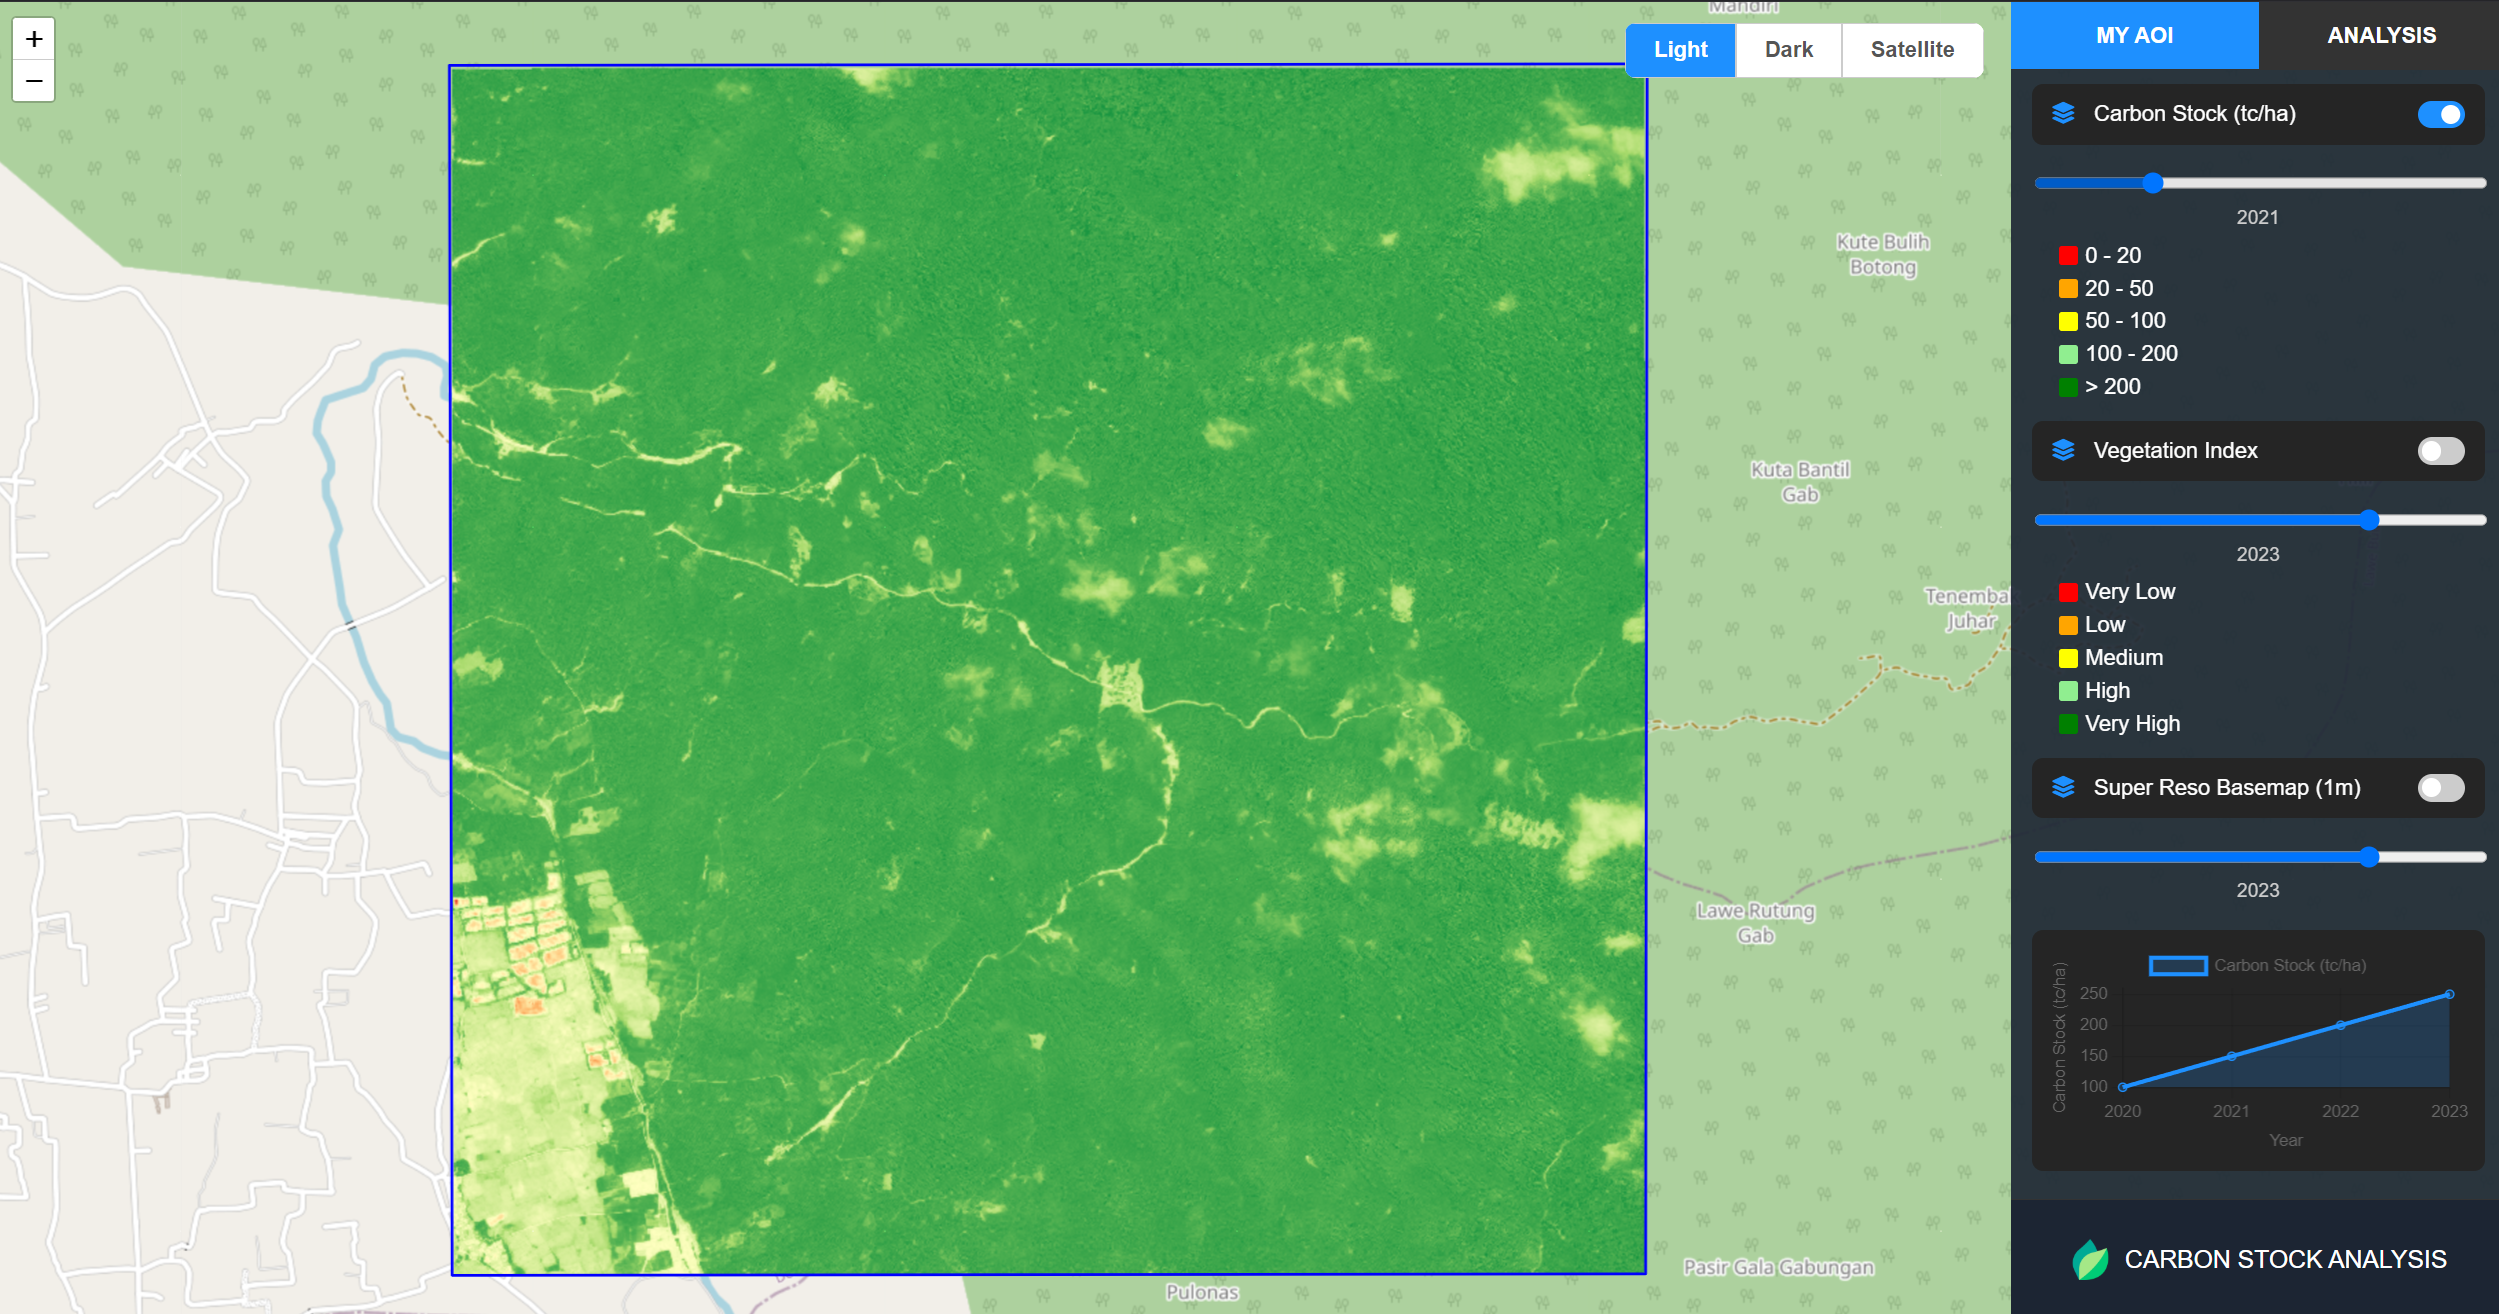 +
−
Mandiri
Light
Dark
Satellite
Kute Bulih
Botong
Kuta Bantil
Gab
Juhar
Lawe Rutung
Gab
Pasir Gala Gabungan
Pulonas
MY AOI
ANALYSIS
Carbon Stock (tc/ha)
2021
0 - 20
20 - 50
50 - 100
100 - 200
> 200
Vegetation Index
2023
Very Low
Low
Medium
High
Very High
Super Reso Basemap (1m)
2023
Carbon Stock (tc/ha)
Carbon Stock (tc/ha)
250
200
150
100
2020
2021
2022
2023
Year
CARBON STOCK ANALYSIS